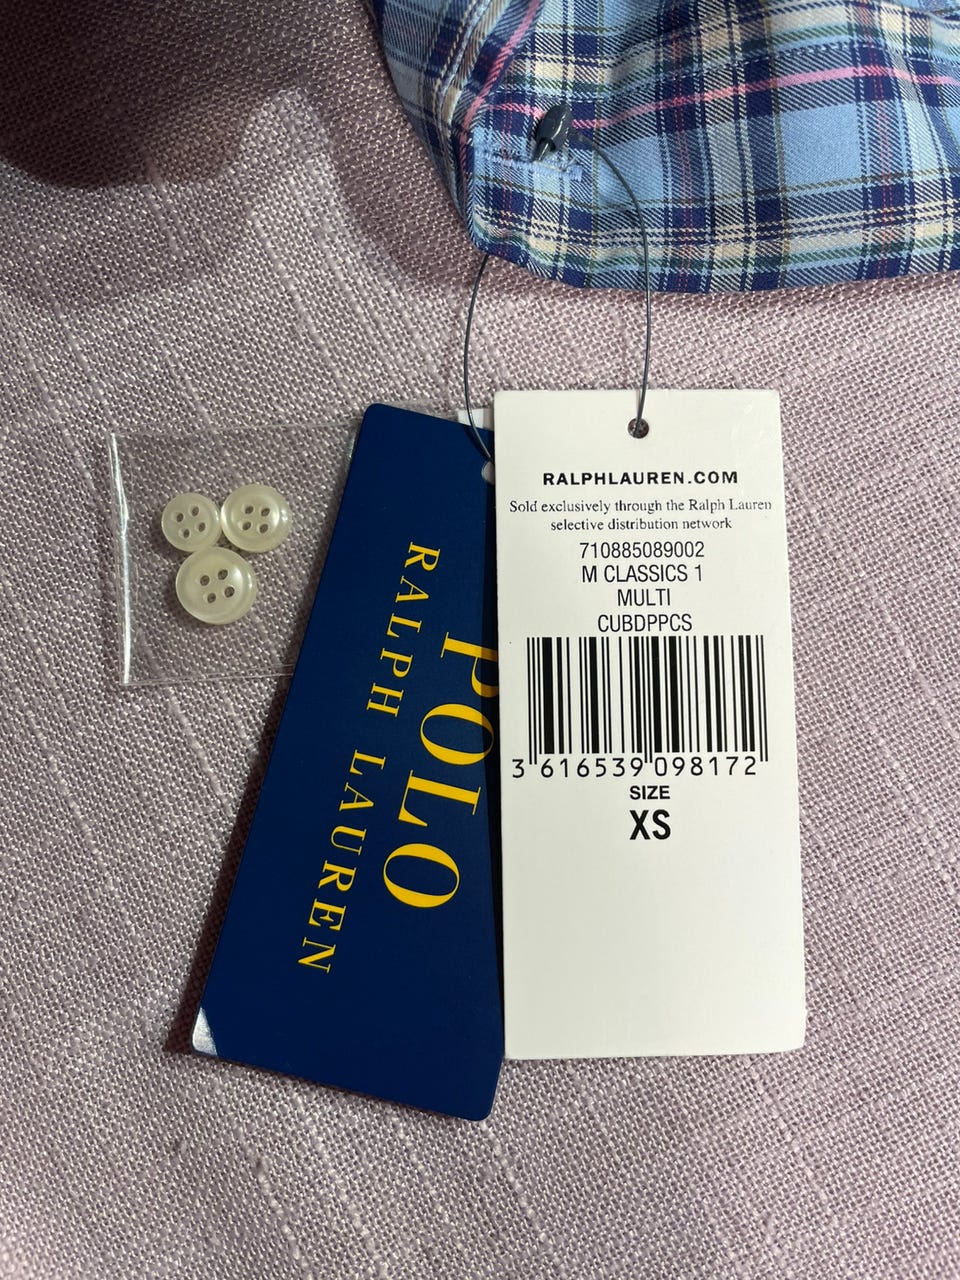 POLO
RALPH LAUREN
RALPHLAUREN.COM
Sold exclusively through the Ralph Lauren
selective distribution network
710885089002
M CLASSICS 1
MULTI
CUBDPPCS
3 616539 098172
SIZE
XS